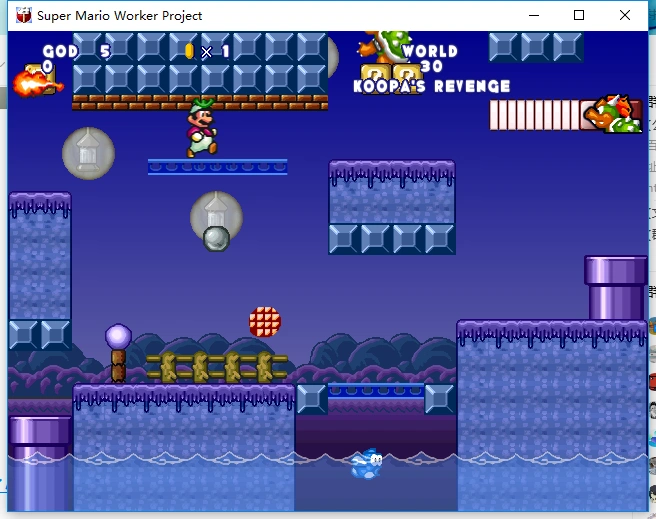 Super Mario Worker Project
GOD 5 × 1 WORLD
0 30
? ?
KOOPA'S REVENGE